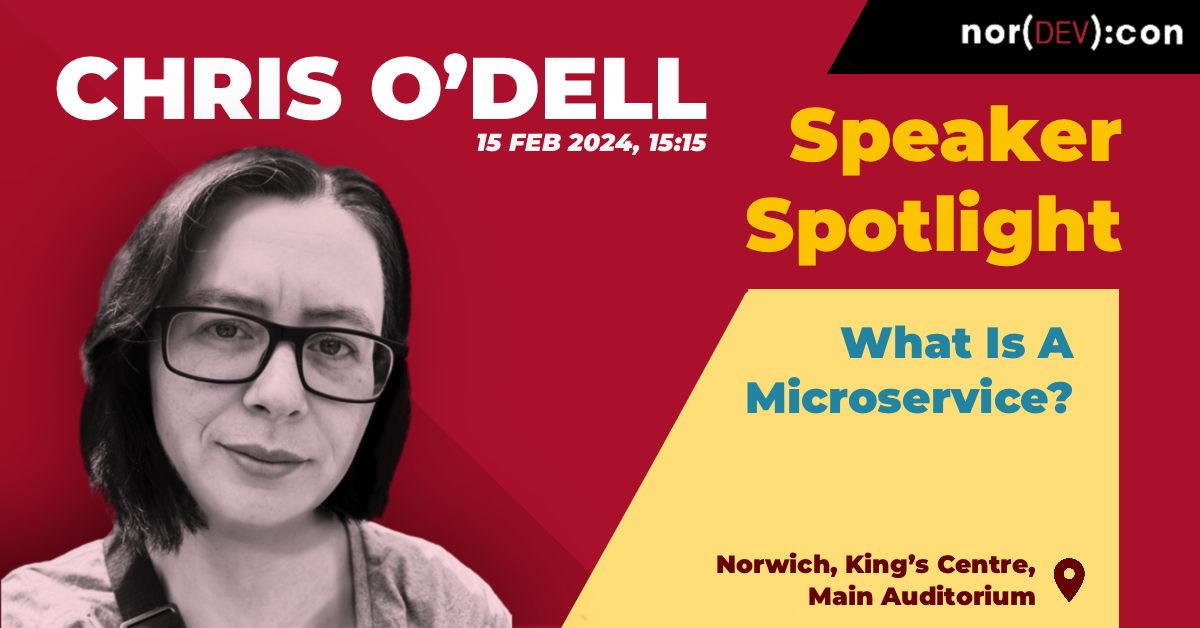 nor(DEV):con
CHRIS O’DELL
15 FEB 2024, 15:15
Speaker
Spotlight
What Is A
Microservice?
Norwich, King’s Centre,
Main Auditorium